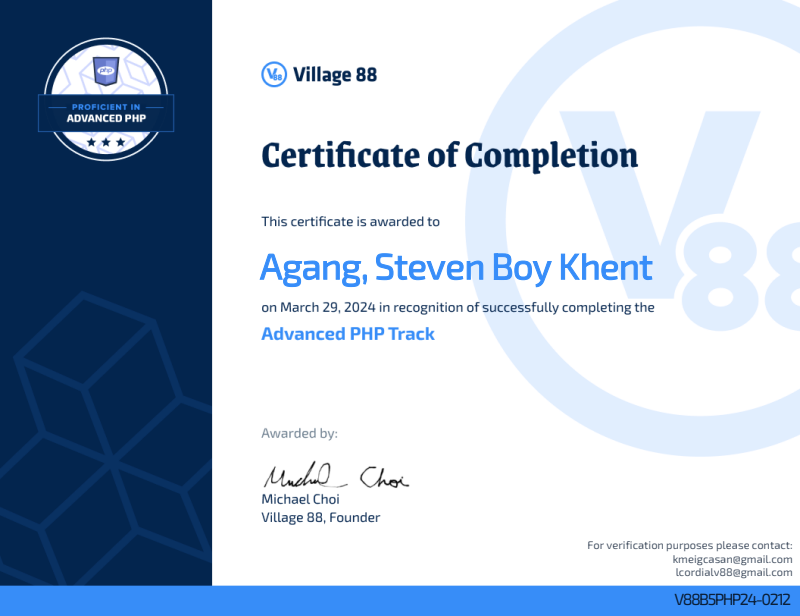 php
PROFICIENT IN
ADVANCED PHP
V88 Village 88
Certificate of Completion
This certificate is awarded to
Agang, Steven Boy Khent
on March 29, 2024 in recognition of successfully completing the
Advanced PHP Track
V88
Awarded by:
Michael Choi
Michael Choi
Village 88, Founder
For verification purposes please contact:
kmeigcasan@gmail.com
lcordialv88@gmail.com
V88BSPHP24-0212